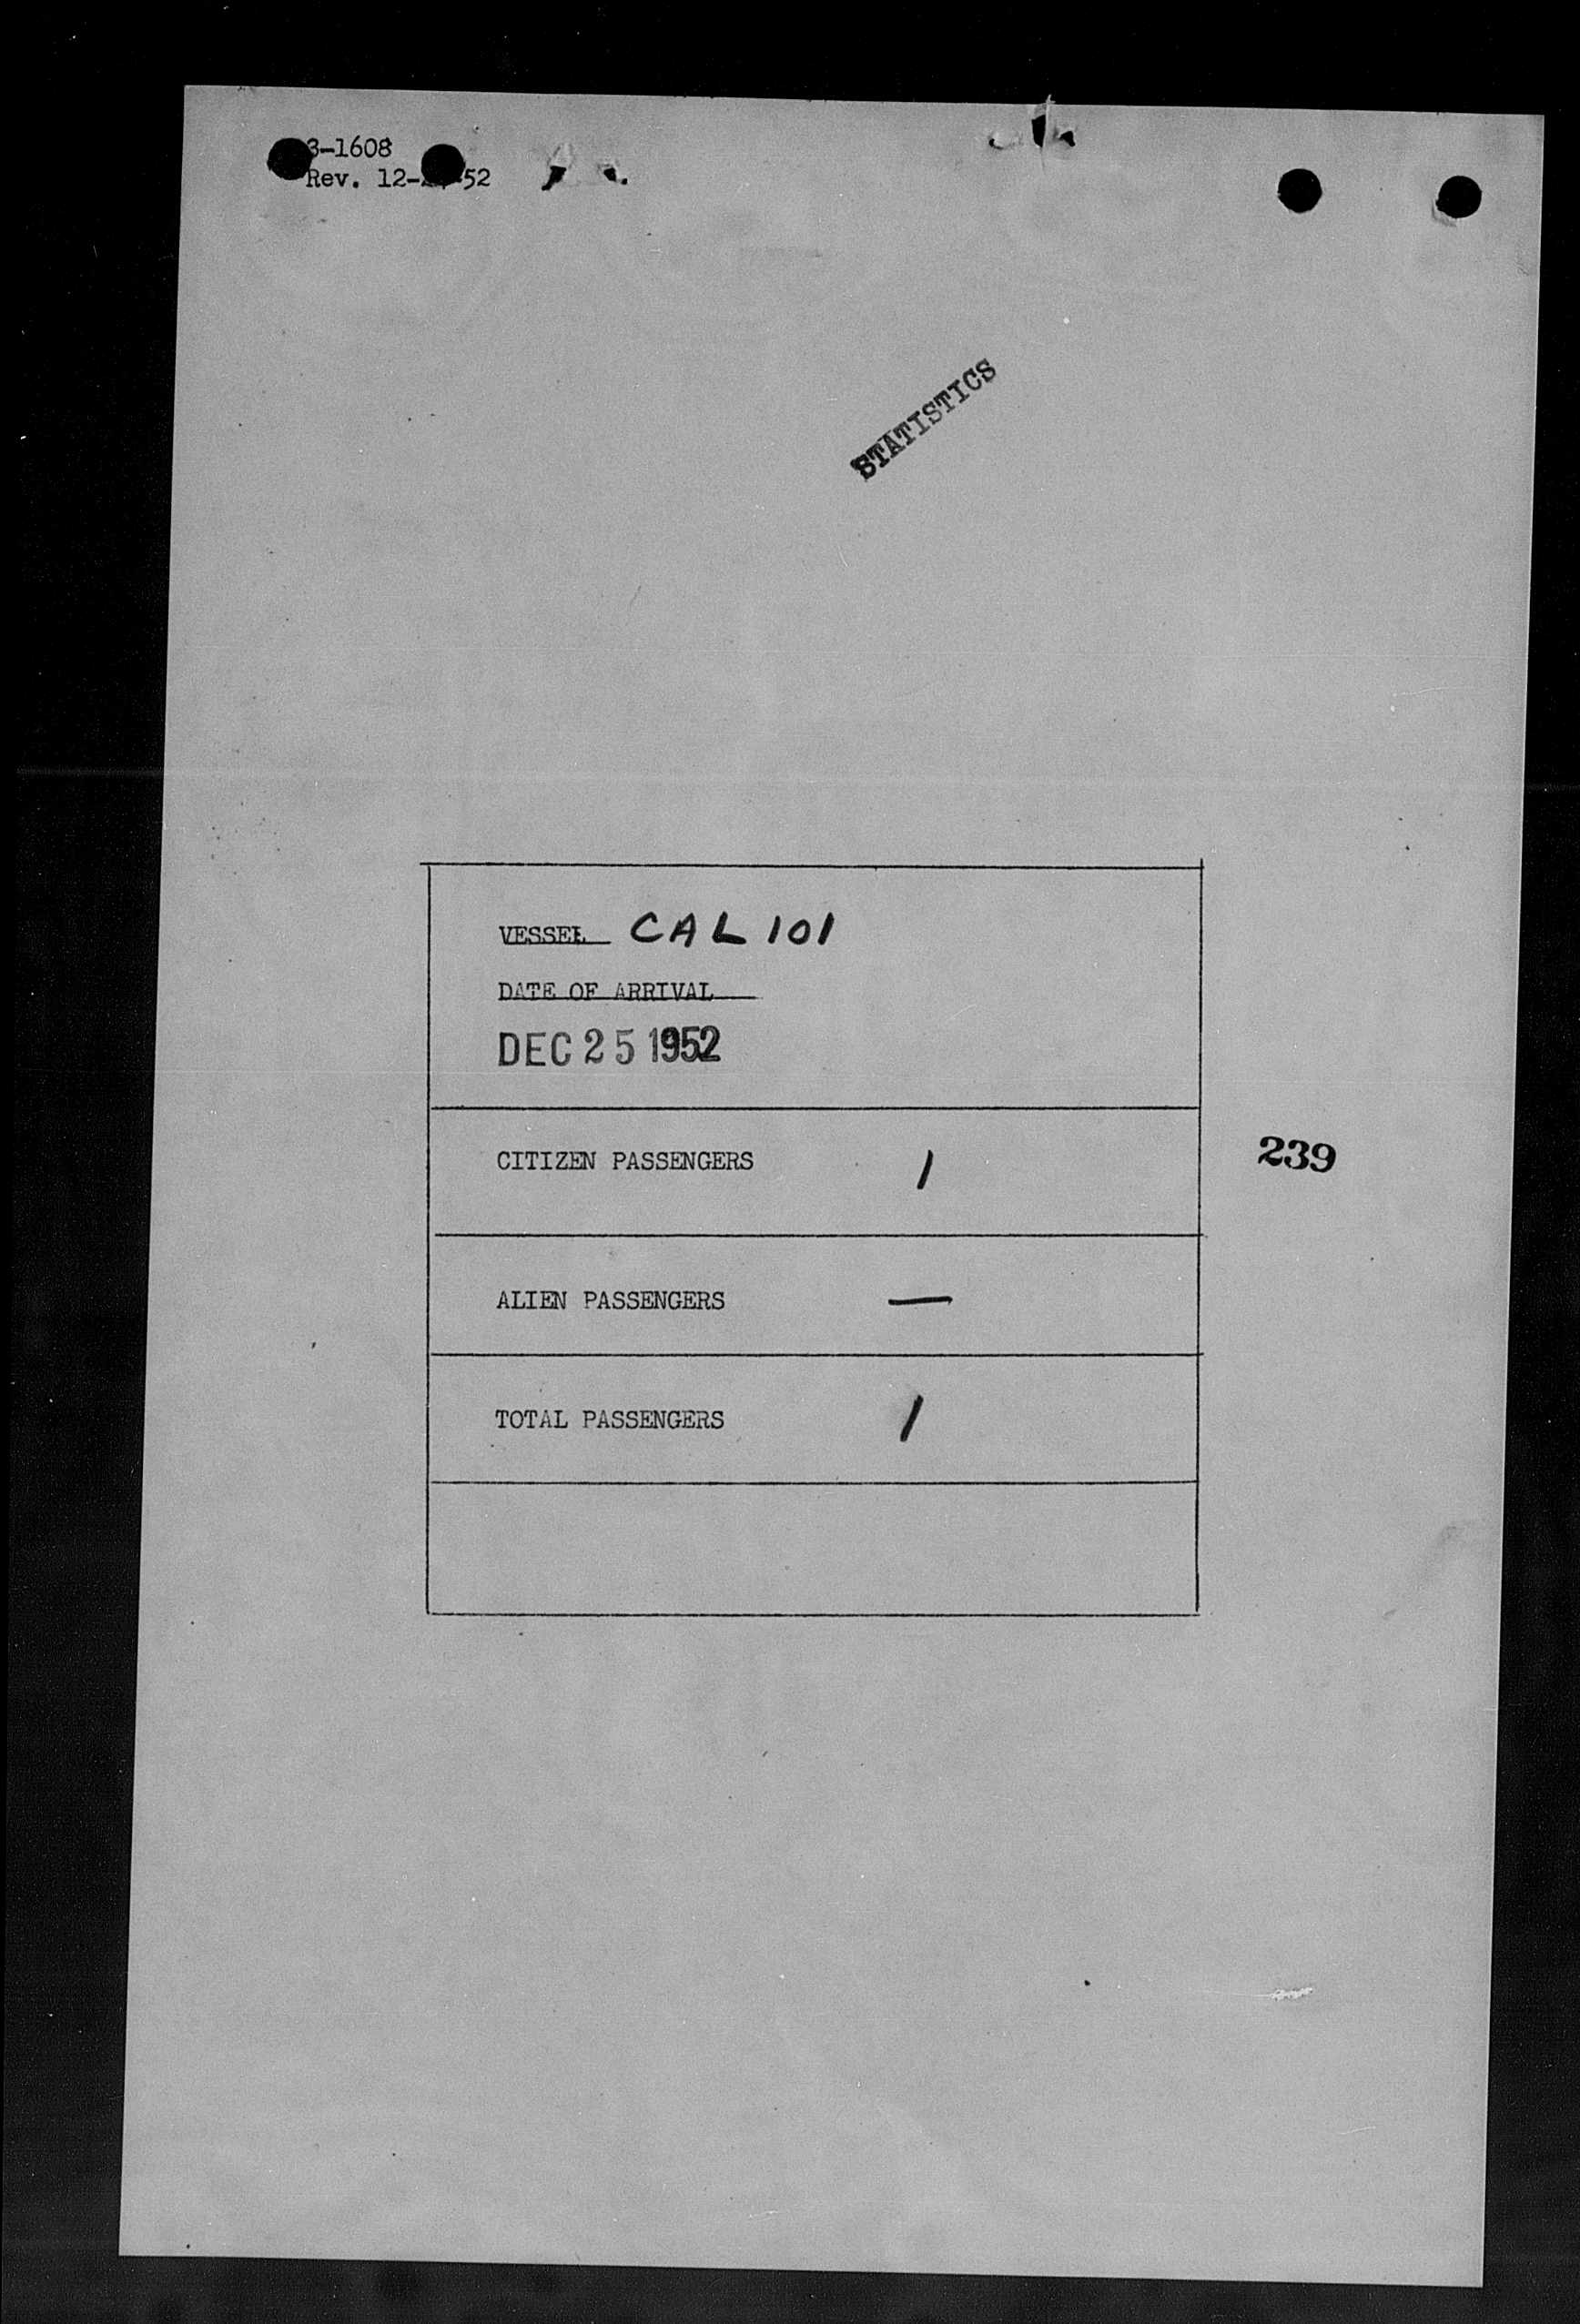 3-1608
Rev. 12- 52
STATISTICS
VESSEL CAL 101
DATE OF ARRIVAL
DEC 25 1952
CITIZEN PASSENGERS 1
239
ALIEN PASSENGERS —
TOTAL PASSENGERS 1